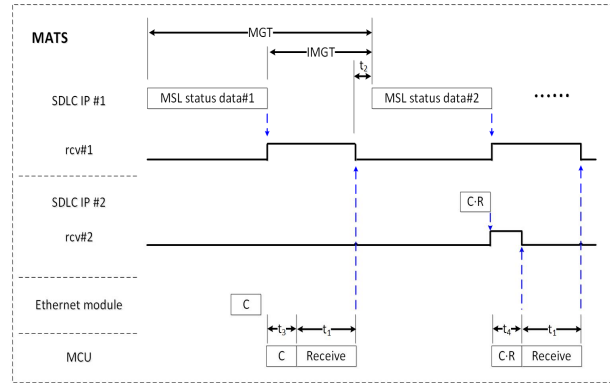 MGT
MATS
IMGT
t2
SDLC IP #1
MSL status data#1
MSL status data#2
······
rcv#1
SDLC IP #2
C·R
rcv#2
Ethernet module
C
t3
t1
t4
t1
MCU
C
Receive
C·R
Receive